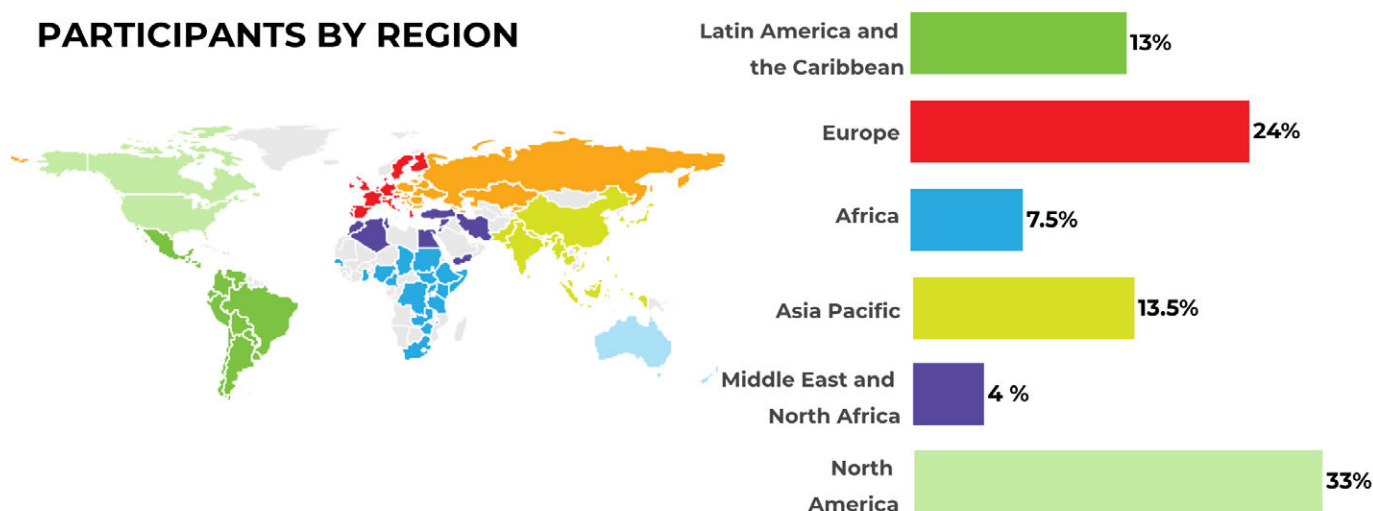 PARTICIPANTS BY REGION
Latin America and
the Caribbean
13%
Europe
24%
Africa
7.5%
Asia Pacific
13.5%
Middle East and
North Africa
4 %
North
America
33%